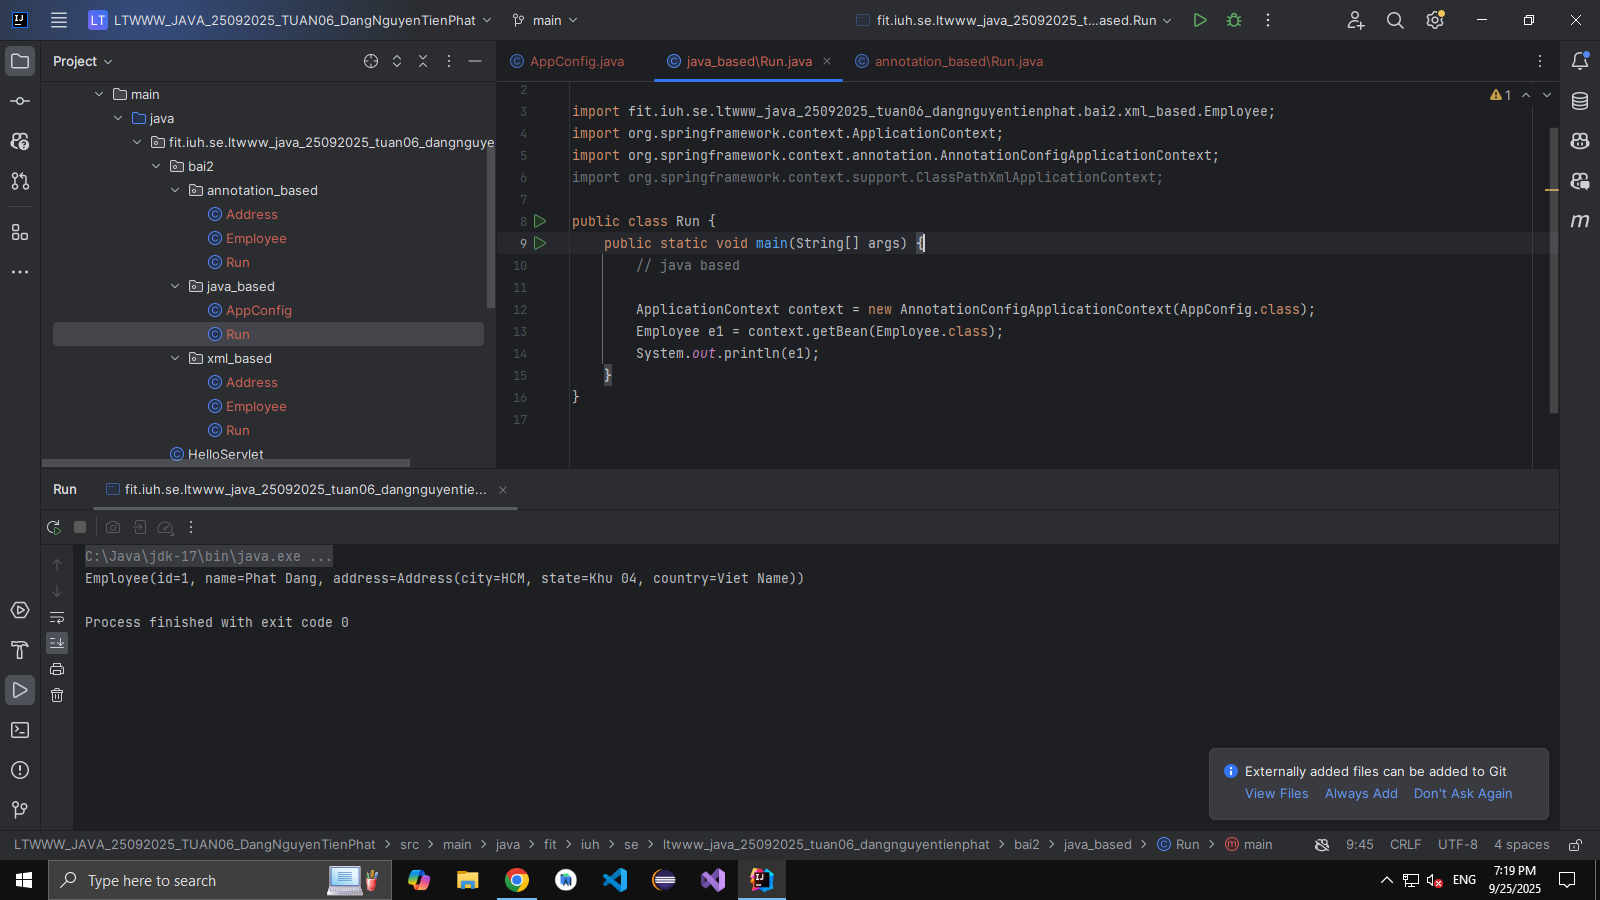 LT LTWWW_JAVA_25092025_TUAN06_DangNguyenTienPhat main fit.iuh.se.ltwww_java_25092025_t...ased.Run
Project
main
java
fit.iuh.se.ltwww_java_25092025_tuan06_dangnguye
bai2
annotation_based
Address
Employee
Run
java_based
AppConfig
Run
xml_based
Address
Employee
Run
HelloServlet
AppConfig.java java_based\Run.java annotation_based\Run.java
1
2
3 import fit.iuh.se.ltwww_java_25092025_tuan06_dangnguyentienphat.bai2.xml_based.Employee;
4 import org.springframework.context.ApplicationContext;
5 import org.springframework.context.annotation.AnnotationConfigApplicationContext;
6 import org.springframework.context.support.ClassPathXmlApplicationContext;
7
8 public class Run {
9 public static void main(String[] args) {
10 // java based
11
12 ApplicationContext context = new AnnotationConfigApplicationContext(AppConfig.class);
13 Employee e1 = context.getBean(Employee.class);
14 System.out.println(e1);
15 }
16 }
17
Run fit.iuh.se.ltwww_java_25092025_tuan06_dangnguyentie...
C:\Java\jdk-17\bin\java.exe ...
Employee(id=1, name=Phat Dang, address=Address(city=HCM, state=Khu 04, country=Viet Name))
Process finished with exit code 0
Externally added files can be added to Git
View Files Always Add Don't Ask Again
LTWWW_JAVA_25092025_TUAN06_DangNguyenTienPhat > src > main > java > fit > iuh > se > ltwww_java_25092025_tuan06_dangnguyentienphat > bai2 > java_based > Run > main 9:45 CRLF UTF-8 4 spaces
Type here to search
ENG
7:19 PM
9/25/2025